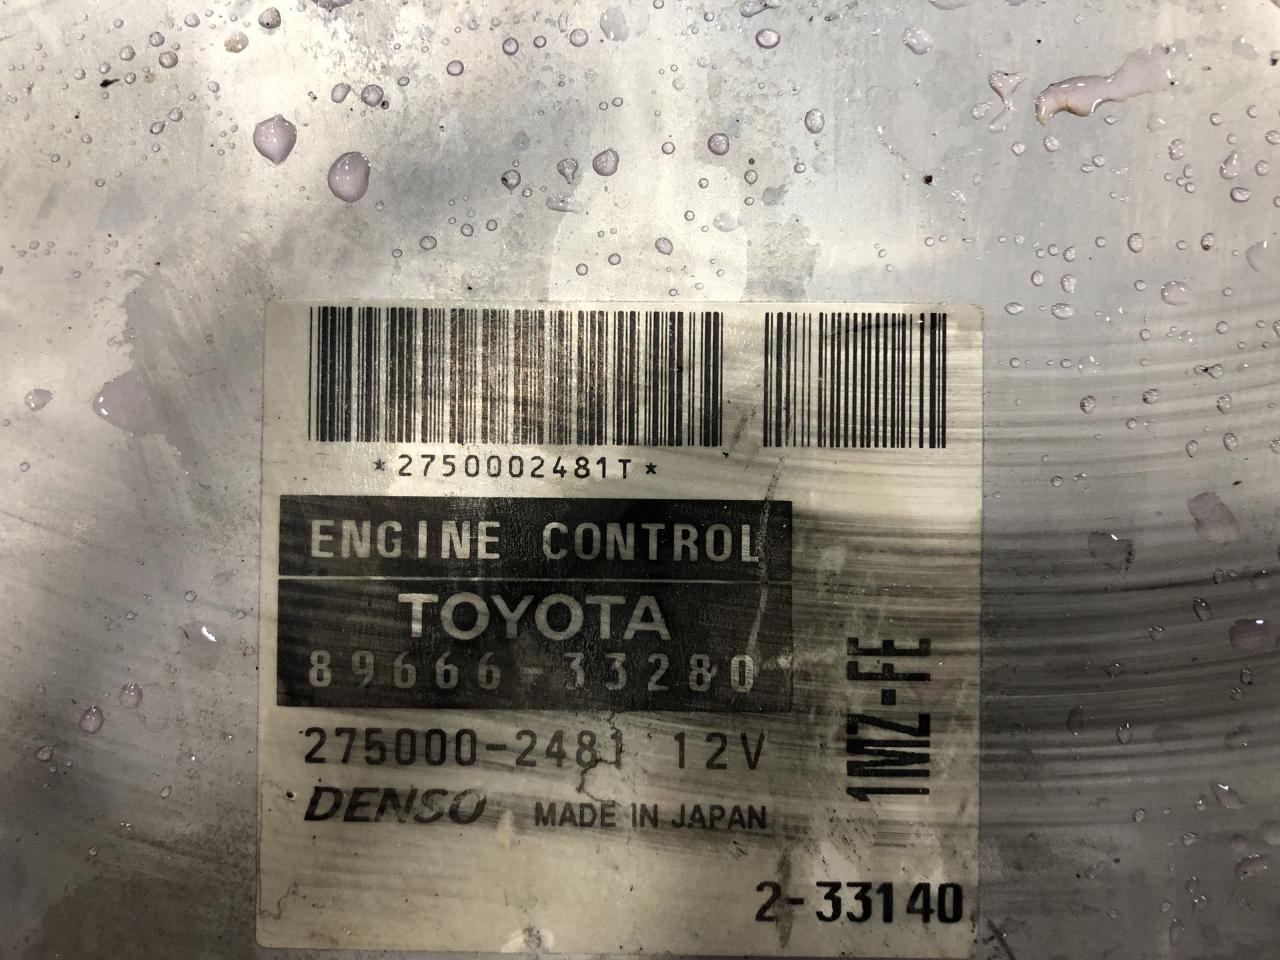 *2750002481T*
ENGINE CONTROL
TOYOTA
89666-33280
275000-2481 12V
DENSO MADE IN JAPAN
1MZ-FE
2-33140